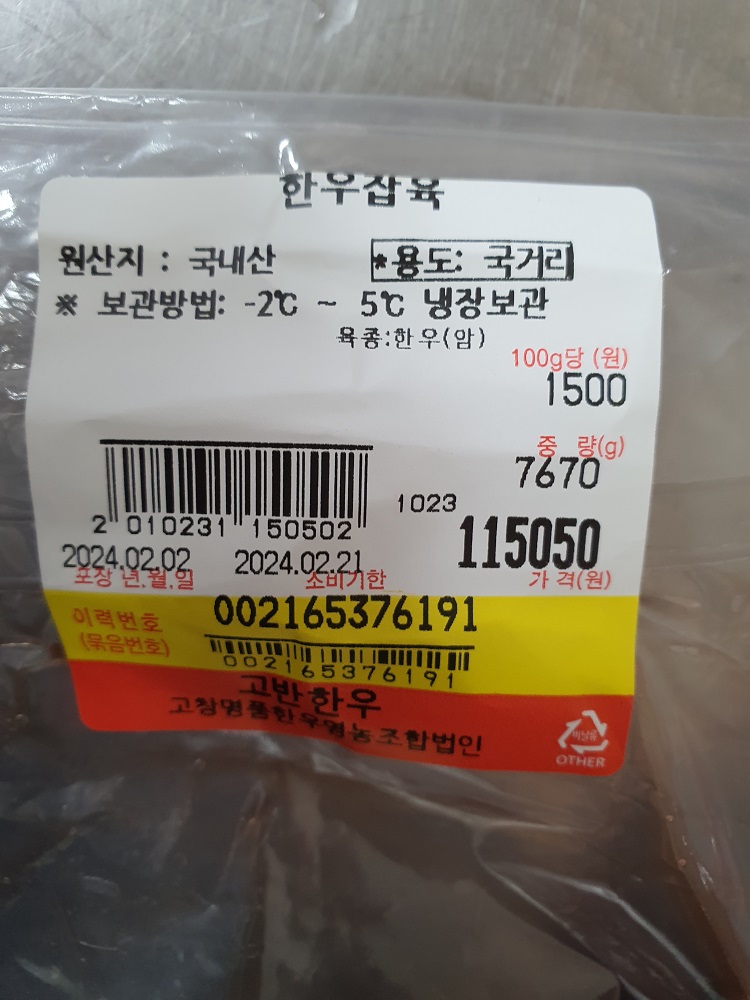 한우잡육
원산지 : 국내산 *용도: 국거리
※ 보관방법: -2℃ ~ 5℃ 냉장보관
육종:한우(암)
100g당 (원)
1500
중 량(g)
7670
2 010231 150502
1023
115050
2024.02.02 2024.02.21
포장 년.월.일 소비기한 가 격(원)
이력번호 002165376191
(묶음번호) 002165376191
고반한우
고창명품한우영농조합법인
비닐류
OTHER